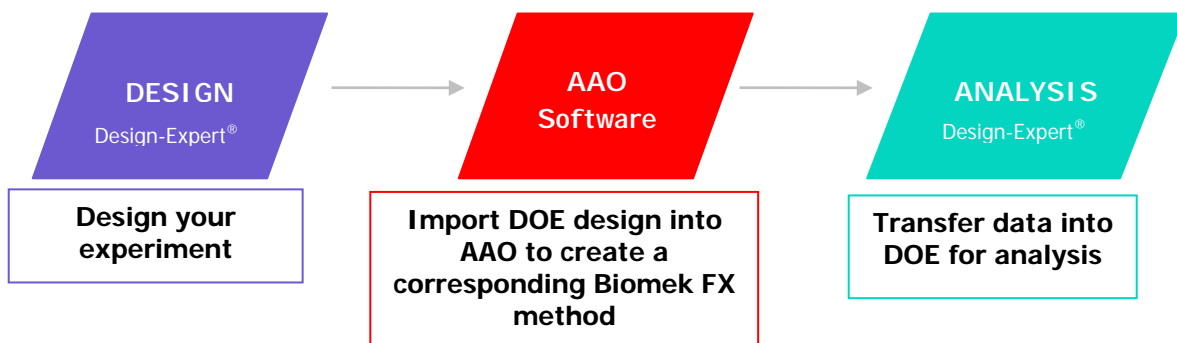 DESIGN
Design-Expert®
Design your
experiment
AAO
Software
Import DOE design into
AAO to create a
corresponding Biomek FX
method
ANALYSIS
Design-Expert®
Transfer data into
DOE for analysis